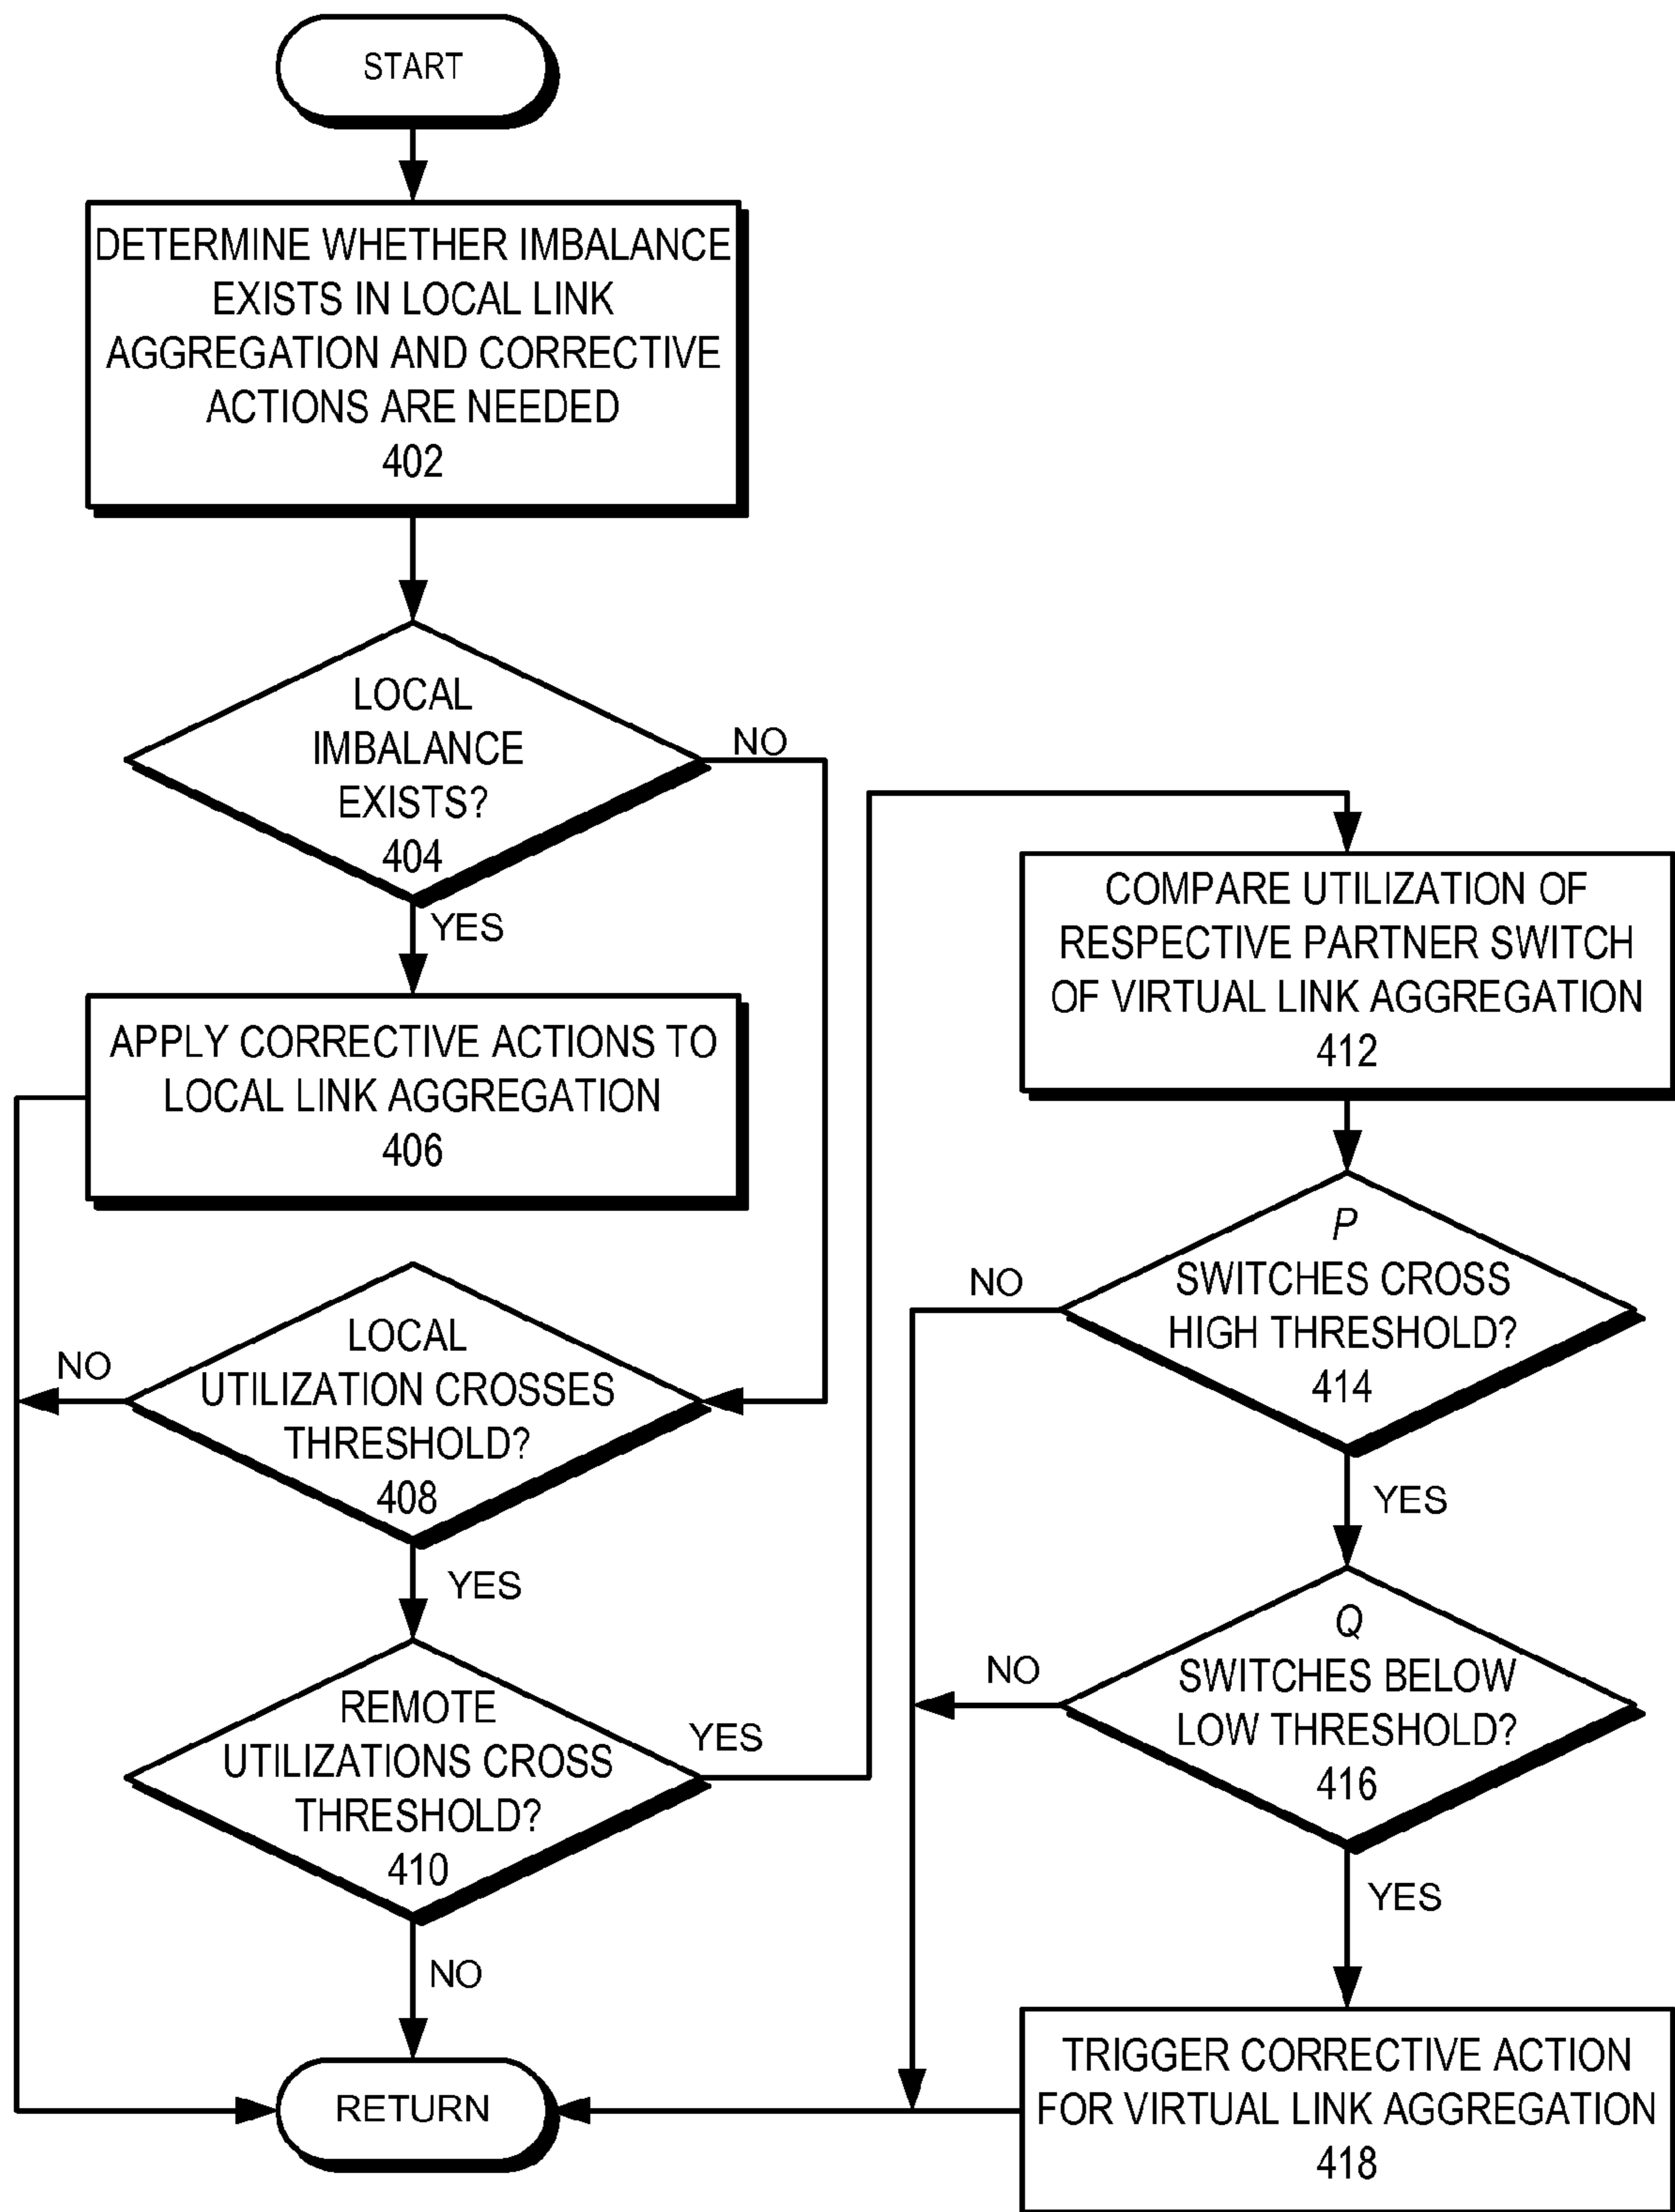 START
DETERMINE WHETHER IMBALANCE
EXISTS IN LOCAL LINK
AGGREGATION AND CORRECTIVE
ACTIONS ARE NEEDED
402
LOCAL
IMBALANCE
EXISTS?
404
NO
YES
APPLY CORRECTIVE ACTIONS TO
LOCAL LINK AGGREGATION
406
LOCAL
UTILIZATION CROSSES
THRESHOLD?
408
NO
YES
REMOTE
UTILIZATIONS CROSS
THRESHOLD?
410
YES
NO
RETURN
COMPARE UTILIZATION OF
RESPECTIVE PARTNER SWITCH
OF VIRTUAL LINK AGGREGATION
412
P
SWITCHES CROSS
HIGH THRESHOLD?
414
NO
YES
Q
SWITCHES BELOW
LOW THRESHOLD?
416
NO
YES
TRIGGER CORRECTIVE ACTION
FOR VIRTUAL LINK AGGREGATION
418